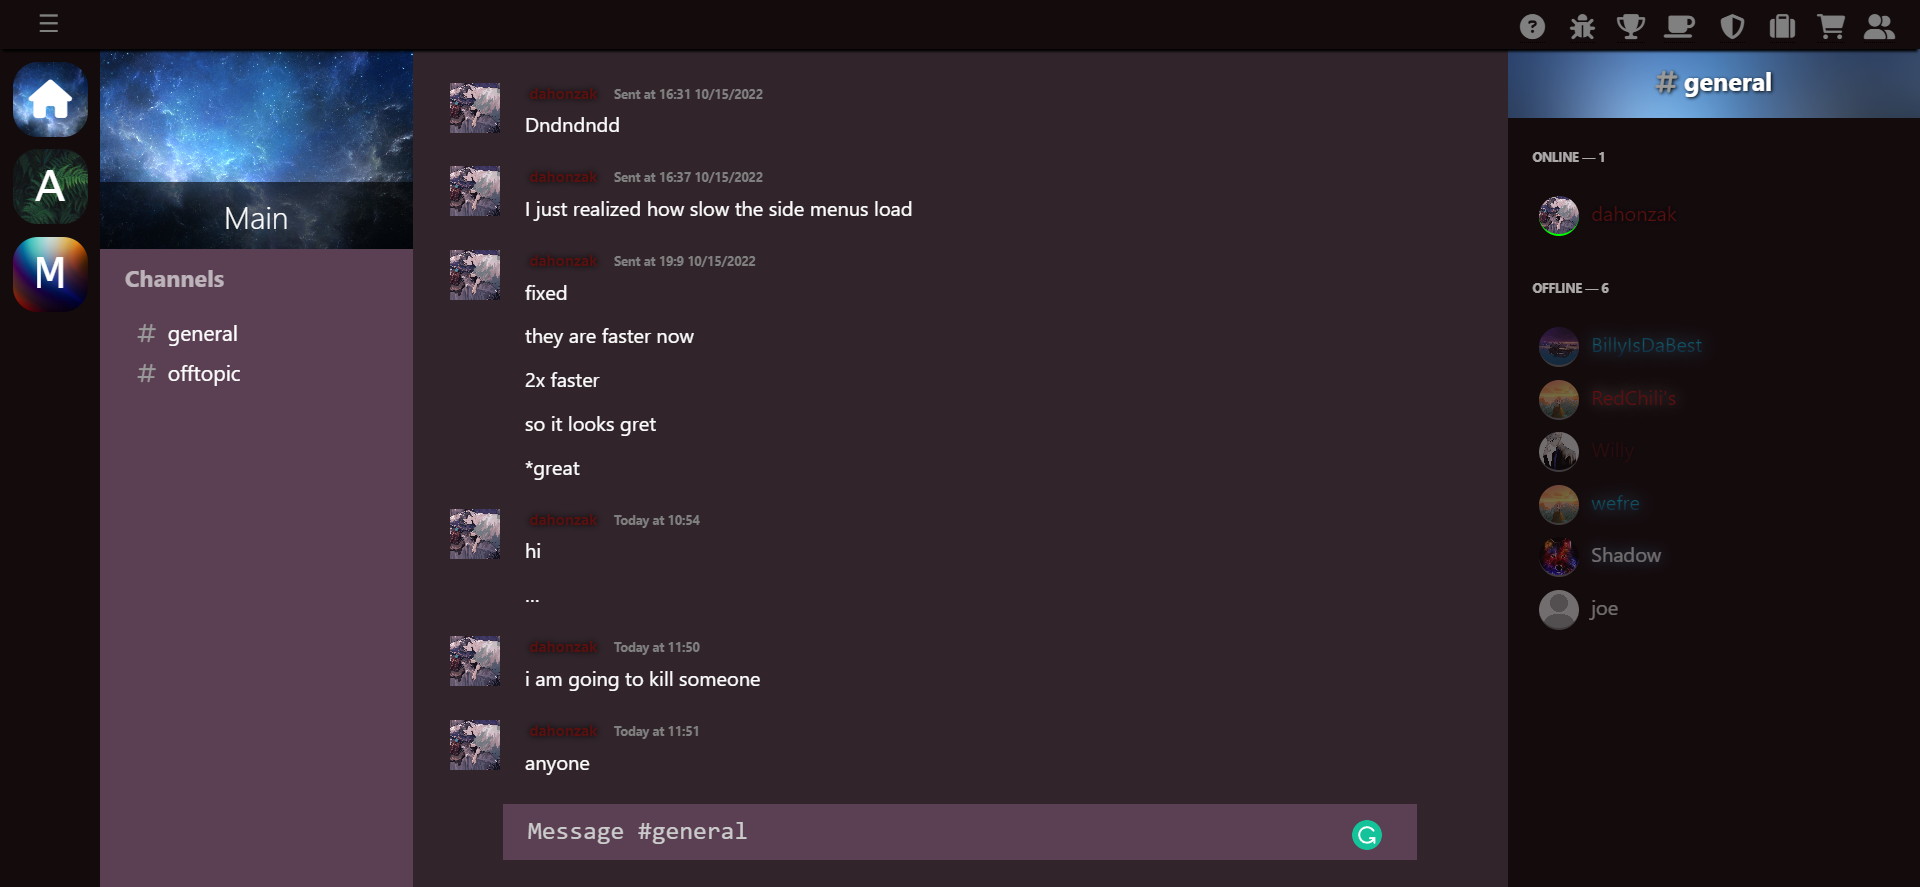 ☰
# general
A
M
Main
Channels
# general
# offtopic
dahonzak Sent at 16:31 10/15/2022
Dndndndd
dahonzak Sent at 16:37 10/15/2022
I just realized how slow the side menus load
dahonzak Sent at 19:9 10/15/2022
fixed
they are faster now
2x faster
so it looks gret
*great
dahonzak Today at 10:54
hi
...
dahonzak Today at 11:50
i am going to kill someone
dahonzak Today at 11:51
anyone
Message #general
ONLINE — 1
dahonzak
OFFLINE — 6
BillyIsDaBest
RedChili's
Willy
wefre
Shadow
joe